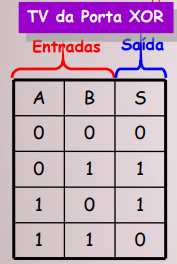 TV da Porta XOR
Entradas Saída
A B S
0 0 0
0 1 1
1 0 1
1 1 0